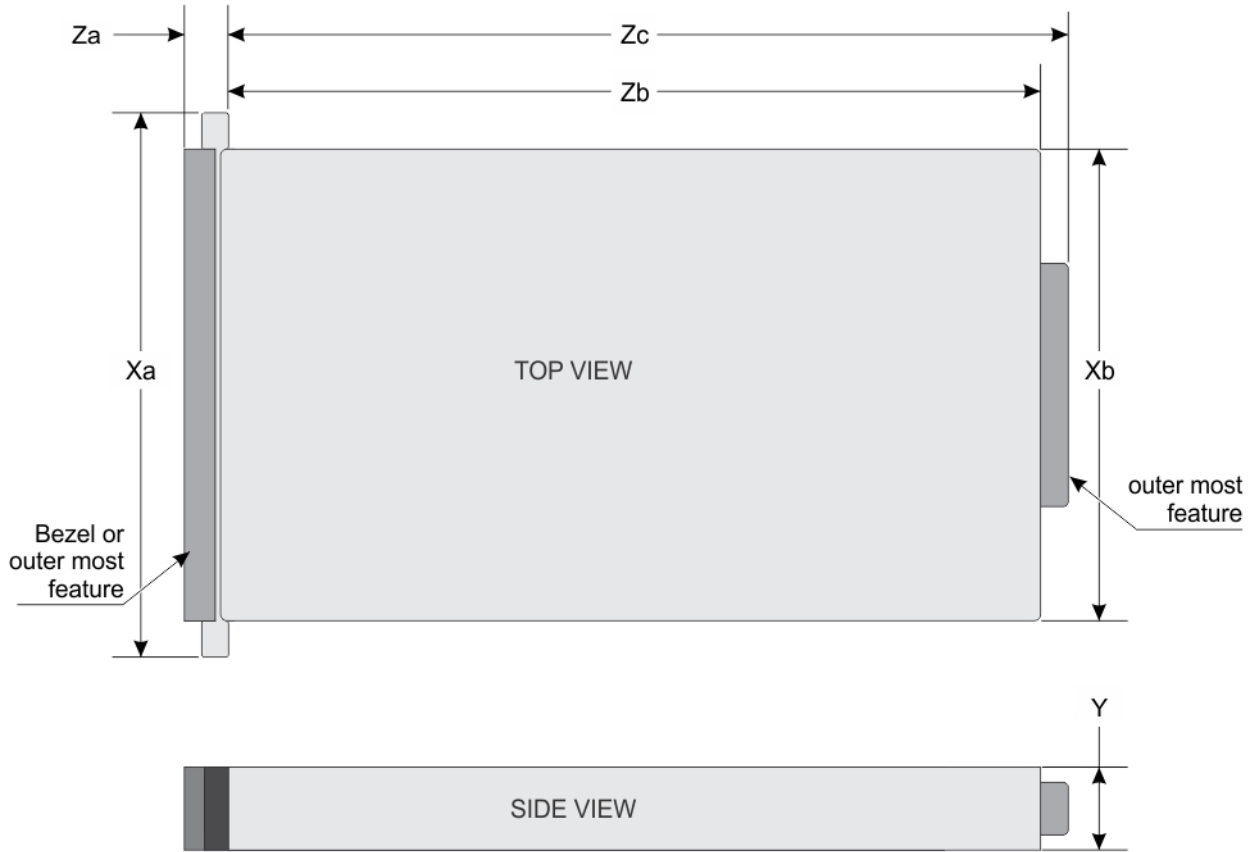 Za
Zc
Zb
Xa
TOP VIEW
Xb
outer most
feature
Bezel or
outer most
feature
Y
SIDE VIEW